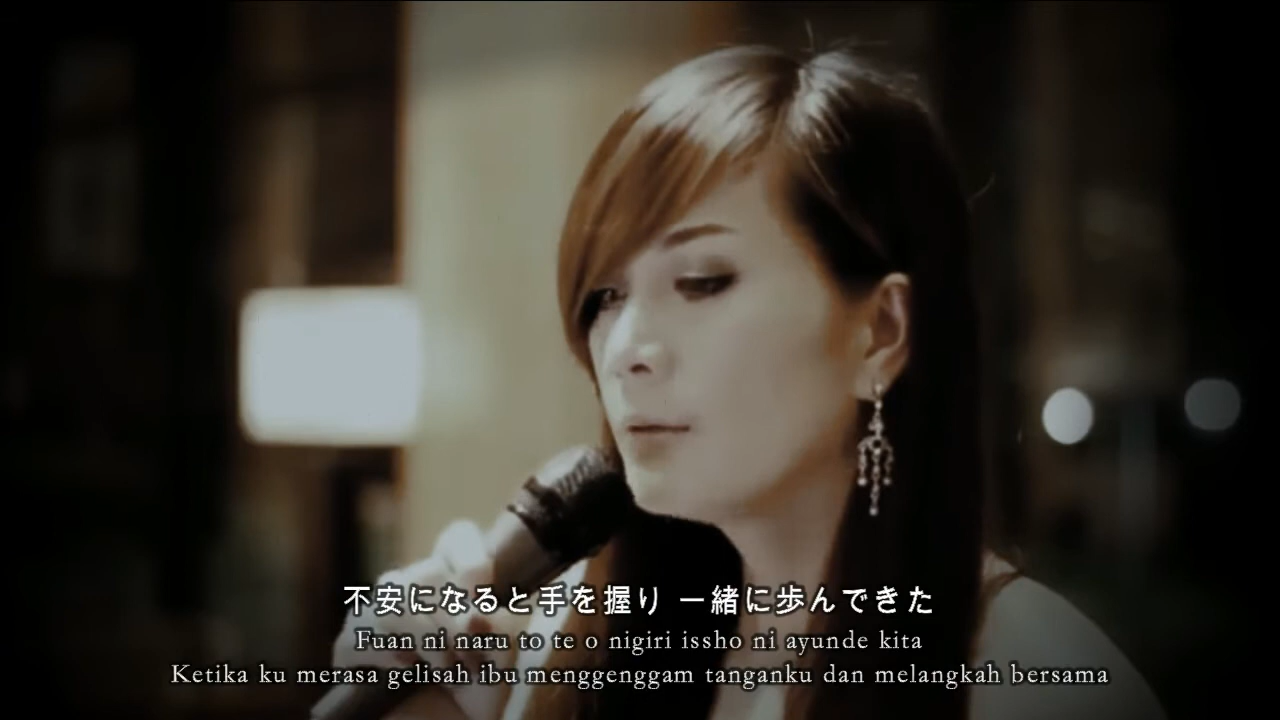 不安になると手を握り 一緒に歩んできた
Fuan ni naru to te o nigiri issho ni ayunde kita
Ketika ku merasa gelisah ibu menggenggam tanganku dan melangkah bersama